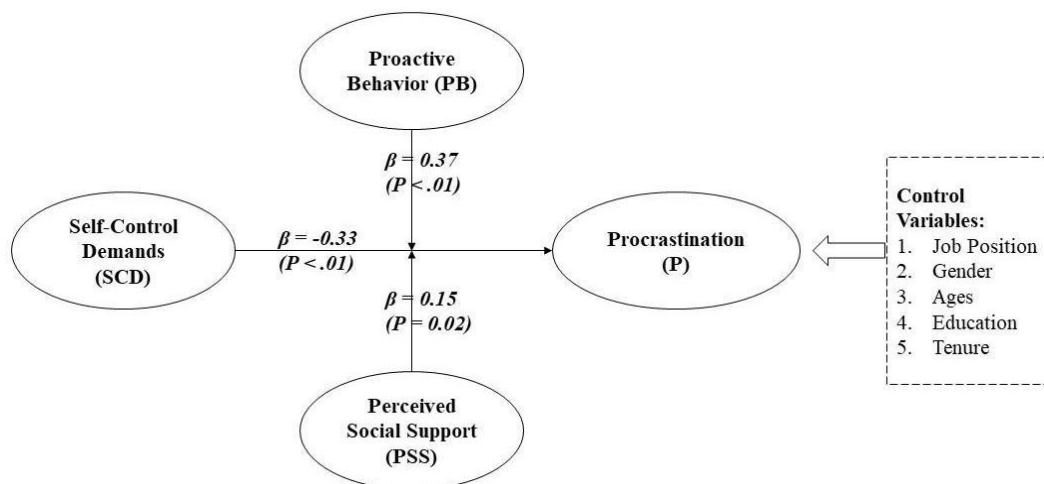 Proactive
Behavior (PB)
β = 0.37
(P < .01)
Self-Control
Demands
(SCD)
β = -0.33
(P < .01)
Procrastination
(P)
β = 0.15
(P = 0.02)
Perceived
Social Support
(PSS)
Control
Variables:
1. Job Position
2. Gender
3. Ages
4. Education
5. Tenure